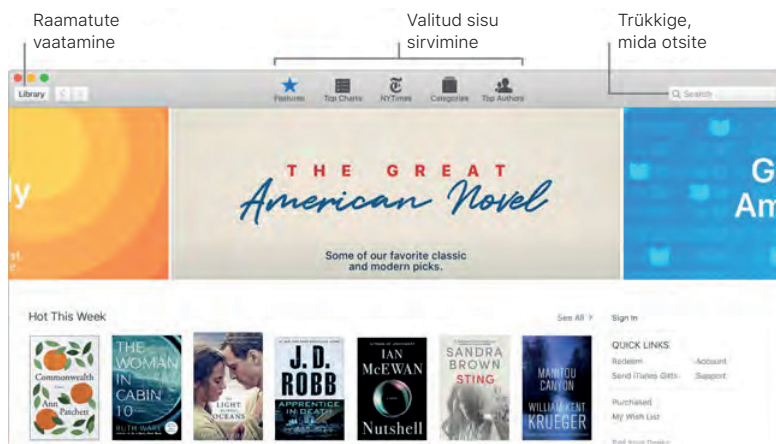 Raamatute
vaatamine
Valitud sisu
sirvimine
Trükkige,
mida otsite
Library
Features
Top Charts
NYTimes
Categories
Top Authors
Search
THE GREAT
American Novel
Some of our favorite classic
and modern picks.
ly
G
Am
Hot This Week
See All >
Sign In
QUICK LINKS
Redeem
Account
Send iTunes Gifts
Support
Purchased
My Wish List
Commonwealth
Ann
Patchett
THE
WOMAN
IN
CABIN
10
RUTH WARE
The
LIGHT
BETWEEN
OCEANS
J. D.
ROBB
APPRENTICE
IN DEATH
IAN
McEWAN
Nutshell
SANDRA
BROWN
STING
MANITOU
CANYON
WILLIAM KENT
KRUEGER